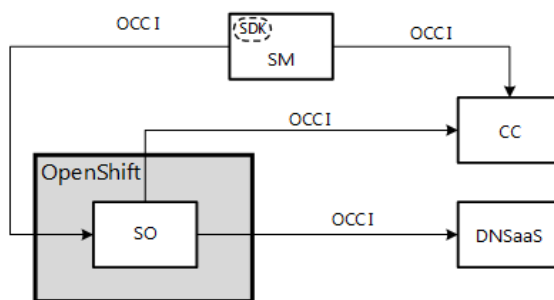 OCCI
SDK
OCCI
SM
OCCI
CC
OpenShift
SO
OCCI
DNSaaS